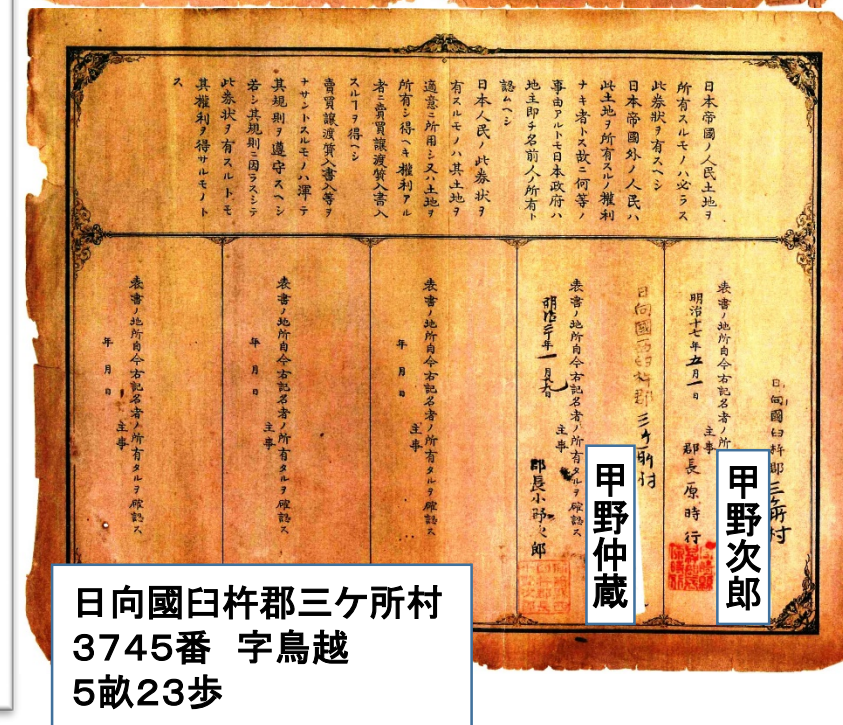 日本帝國ノ人民土地ヲ
所有スルモノハ必ラス
此券狀ヲ有スヘシ
日本帝國外ノ人民ハ
此土地ヲ所有スルノ權利
ナキ者トス故ニ何等ノ
事由アルトモ日本政府ハ
地主即チ名前人ノ所有ト
認ムヘシ
日本人民ノ此券狀ヲ
有スルモノハ其土地ヲ
適意ニ所用シ又ハ土地ヲ
所有シ得ヘキ權利アル
者ニ賣買讓渡質入書入
スルヿヲ得ヘシ
賣買讓渡質入書入等ヲ
ナサントスルモノハ渾テ
其規則ヲ遵守スヘシ
若シ其規則ニ因ラスシテ
此券狀ヲ有スルトモ
其權利ヲ得サルモノト
ス
日向國臼杵郡三ケ所村
甲野次郎
表書ノ地所自今右記名者ノ所
明治十七年五月一日
主事
郡長原時行
日向國西臼杵郡三ケ所村
甲野仲蔵
表書ノ地所自今右記名者ノ所有タルヲ確認ス
明治三十年一月
主事
郡長小野次郎
表書ノ地所自今右記名者ノ所有タルヲ確認ス
年月日
主事
表書ノ地所自今右記名者ノ所有タルヲ確認ス
年月日
主事
表書ノ地所自今右記名者ノ所有タルヲ確認ス
年月日
主事
日向國臼杵郡三ケ所村
3745番 字鳥越
5畝23歩